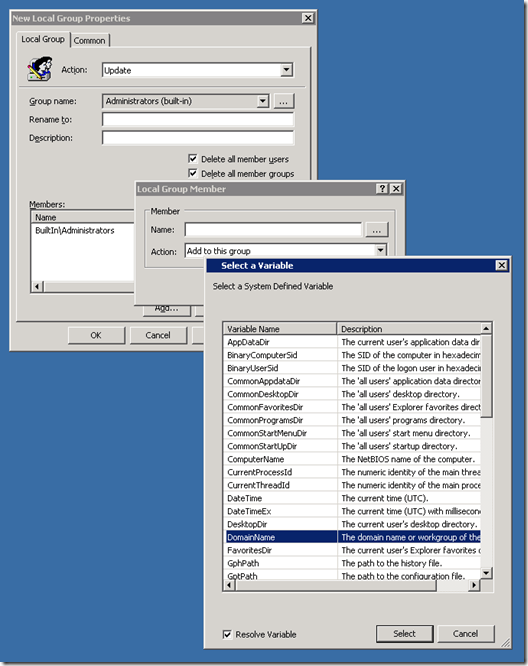 New Local Group Properties
Local Group
Common
Action:
Update
Group name:
Administrators (built-in)
...
Rename to:
Description:
Delete all member users
Delete all member groups
Members:
Name
BuiltIn\Administrators
Add...
OK
Cancel
Local Group Member
Member
Name:
...
Action:
Add to this group
Select a Variable
Select a System Defined Variable
Variable Name Description
AppDataDir The current user's application data dir
BinaryComputerSid The SID of the computer in hexadecim
BinaryUserSid The SID of the logon user in hexadecim
CommonAppdataDir The 'all users' application data director
CommonDesktopDir The 'all users' desktop directory.
CommonFavoritesDir The 'all users' Explorer favorites direct
CommonProgramsDir The 'all users' programs directory.
CommonStartMenuDir The 'all users' start menu directory.
CommonStartUpDir The 'all users' startup directory.
ComputerName The NetBIOS name of the computer.
CurrentProcessId The numeric identity of the main threa
CurrentThreadId The numeric identity of the main proce
DateTime The current time (UTC).
DateTimeEx The current time (UTC) with millisecond
DesktopDir The current user's desktop directory.
DomainName The domain name or workgroup of the
FavoritesDir The current user's Explorer favorites d
GphPath The path to the history file.
GptPath The path to the configuration file.
Resolve Variable
Select
Cancel